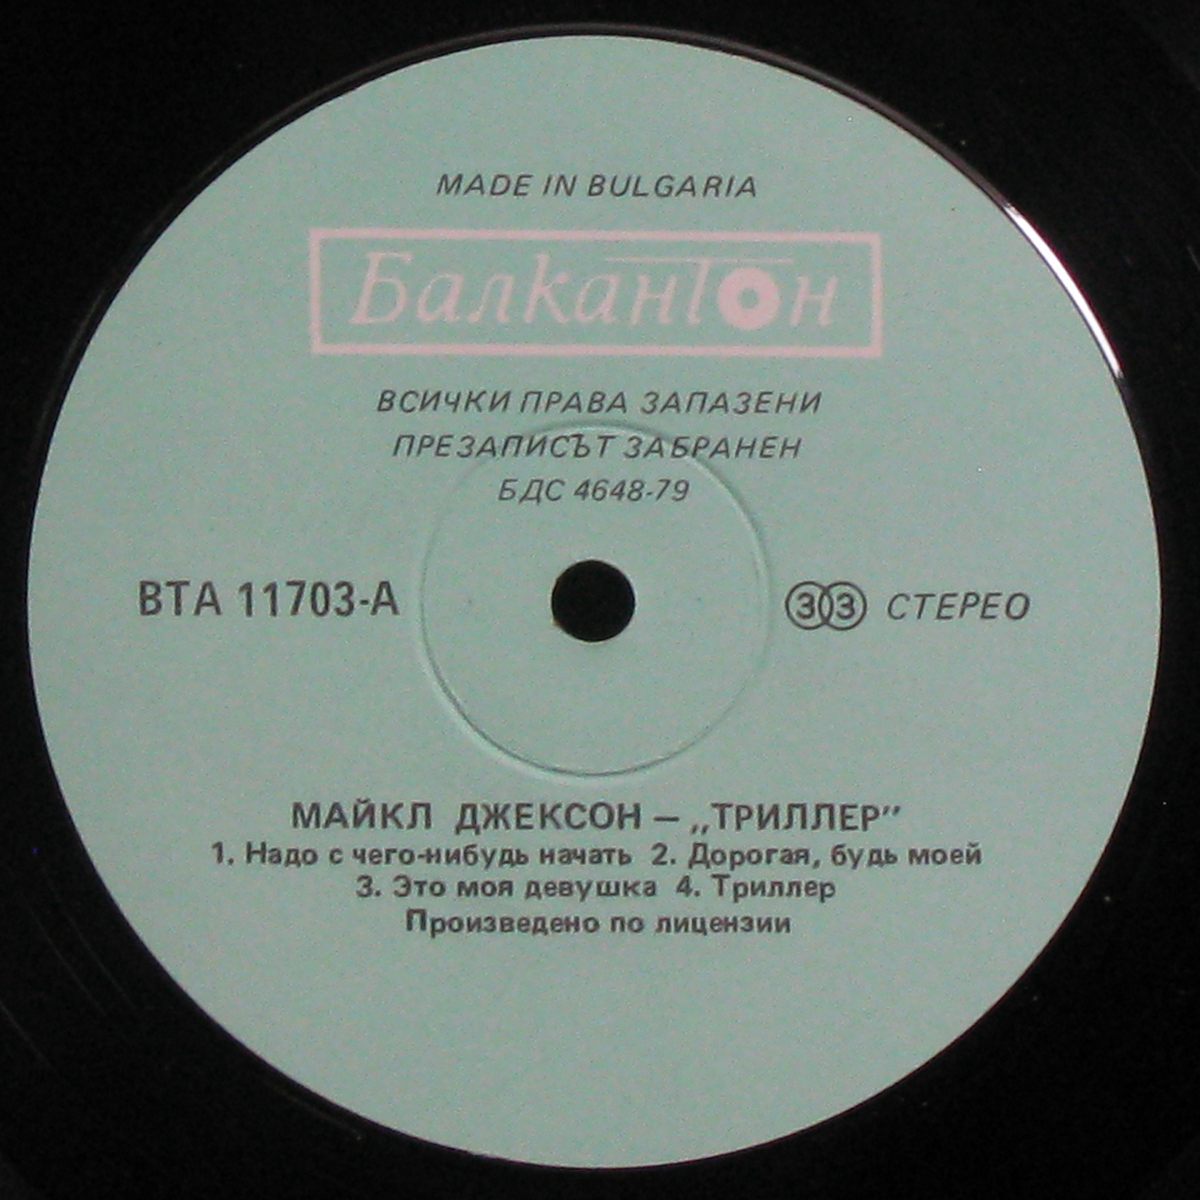 MADE IN BULGARIA
Балкантон
ВСИЧКИ ПРАВА ЗАПАЗЕНИ
ПРЕЗАПИСЪТ ЗАБРАНЕН
БДС 4648-79
ВТА 11703-А
33 СТЕРЕО
МАЙКЛ ДЖЕКСОН — „ТРИЛЛЕР”
1. Надо с чего-нибудь начать 2. Дорогая, будь моей
3. Это моя девушка 4. Триллер
Произведено по лицензии